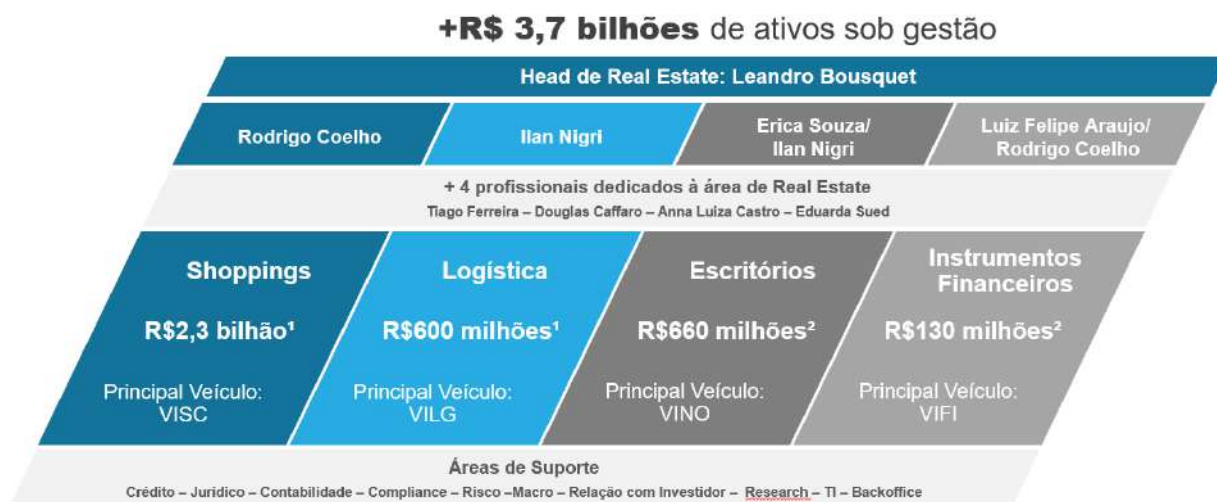 +R$ 3,7 bilhões de ativos sob gestão
Head de Real Estate: Leandro Bousquet
Rodrigo Coelho
Ilan Nigri
Erica Souza/
Ilan Nigri
Luiz Felipe Araujo/
Rodrigo Coelho
+ 4 profissionais dedicados à área de Real Estate
Tiago Ferreira – Douglas Caffaro – Anna Luiza Castro – Eduarda Sued
Shoppings
R$2,3 bilhão¹
Principal Veículo:
VISC
Logística
R$600 milhões¹
Principal Veículo:
VILG
Escritórios
R$660 milhões²
Principal Veículo:
VINO
Instrumentos
Financeiros
R$130 milhões²
Principal Veículo:
VIFI
Áreas de Suporte
Crédito – Jurídico – Contabilidade – Compliance – Risco –Macro – Relação com Investidor – Research – TI – Backoffice